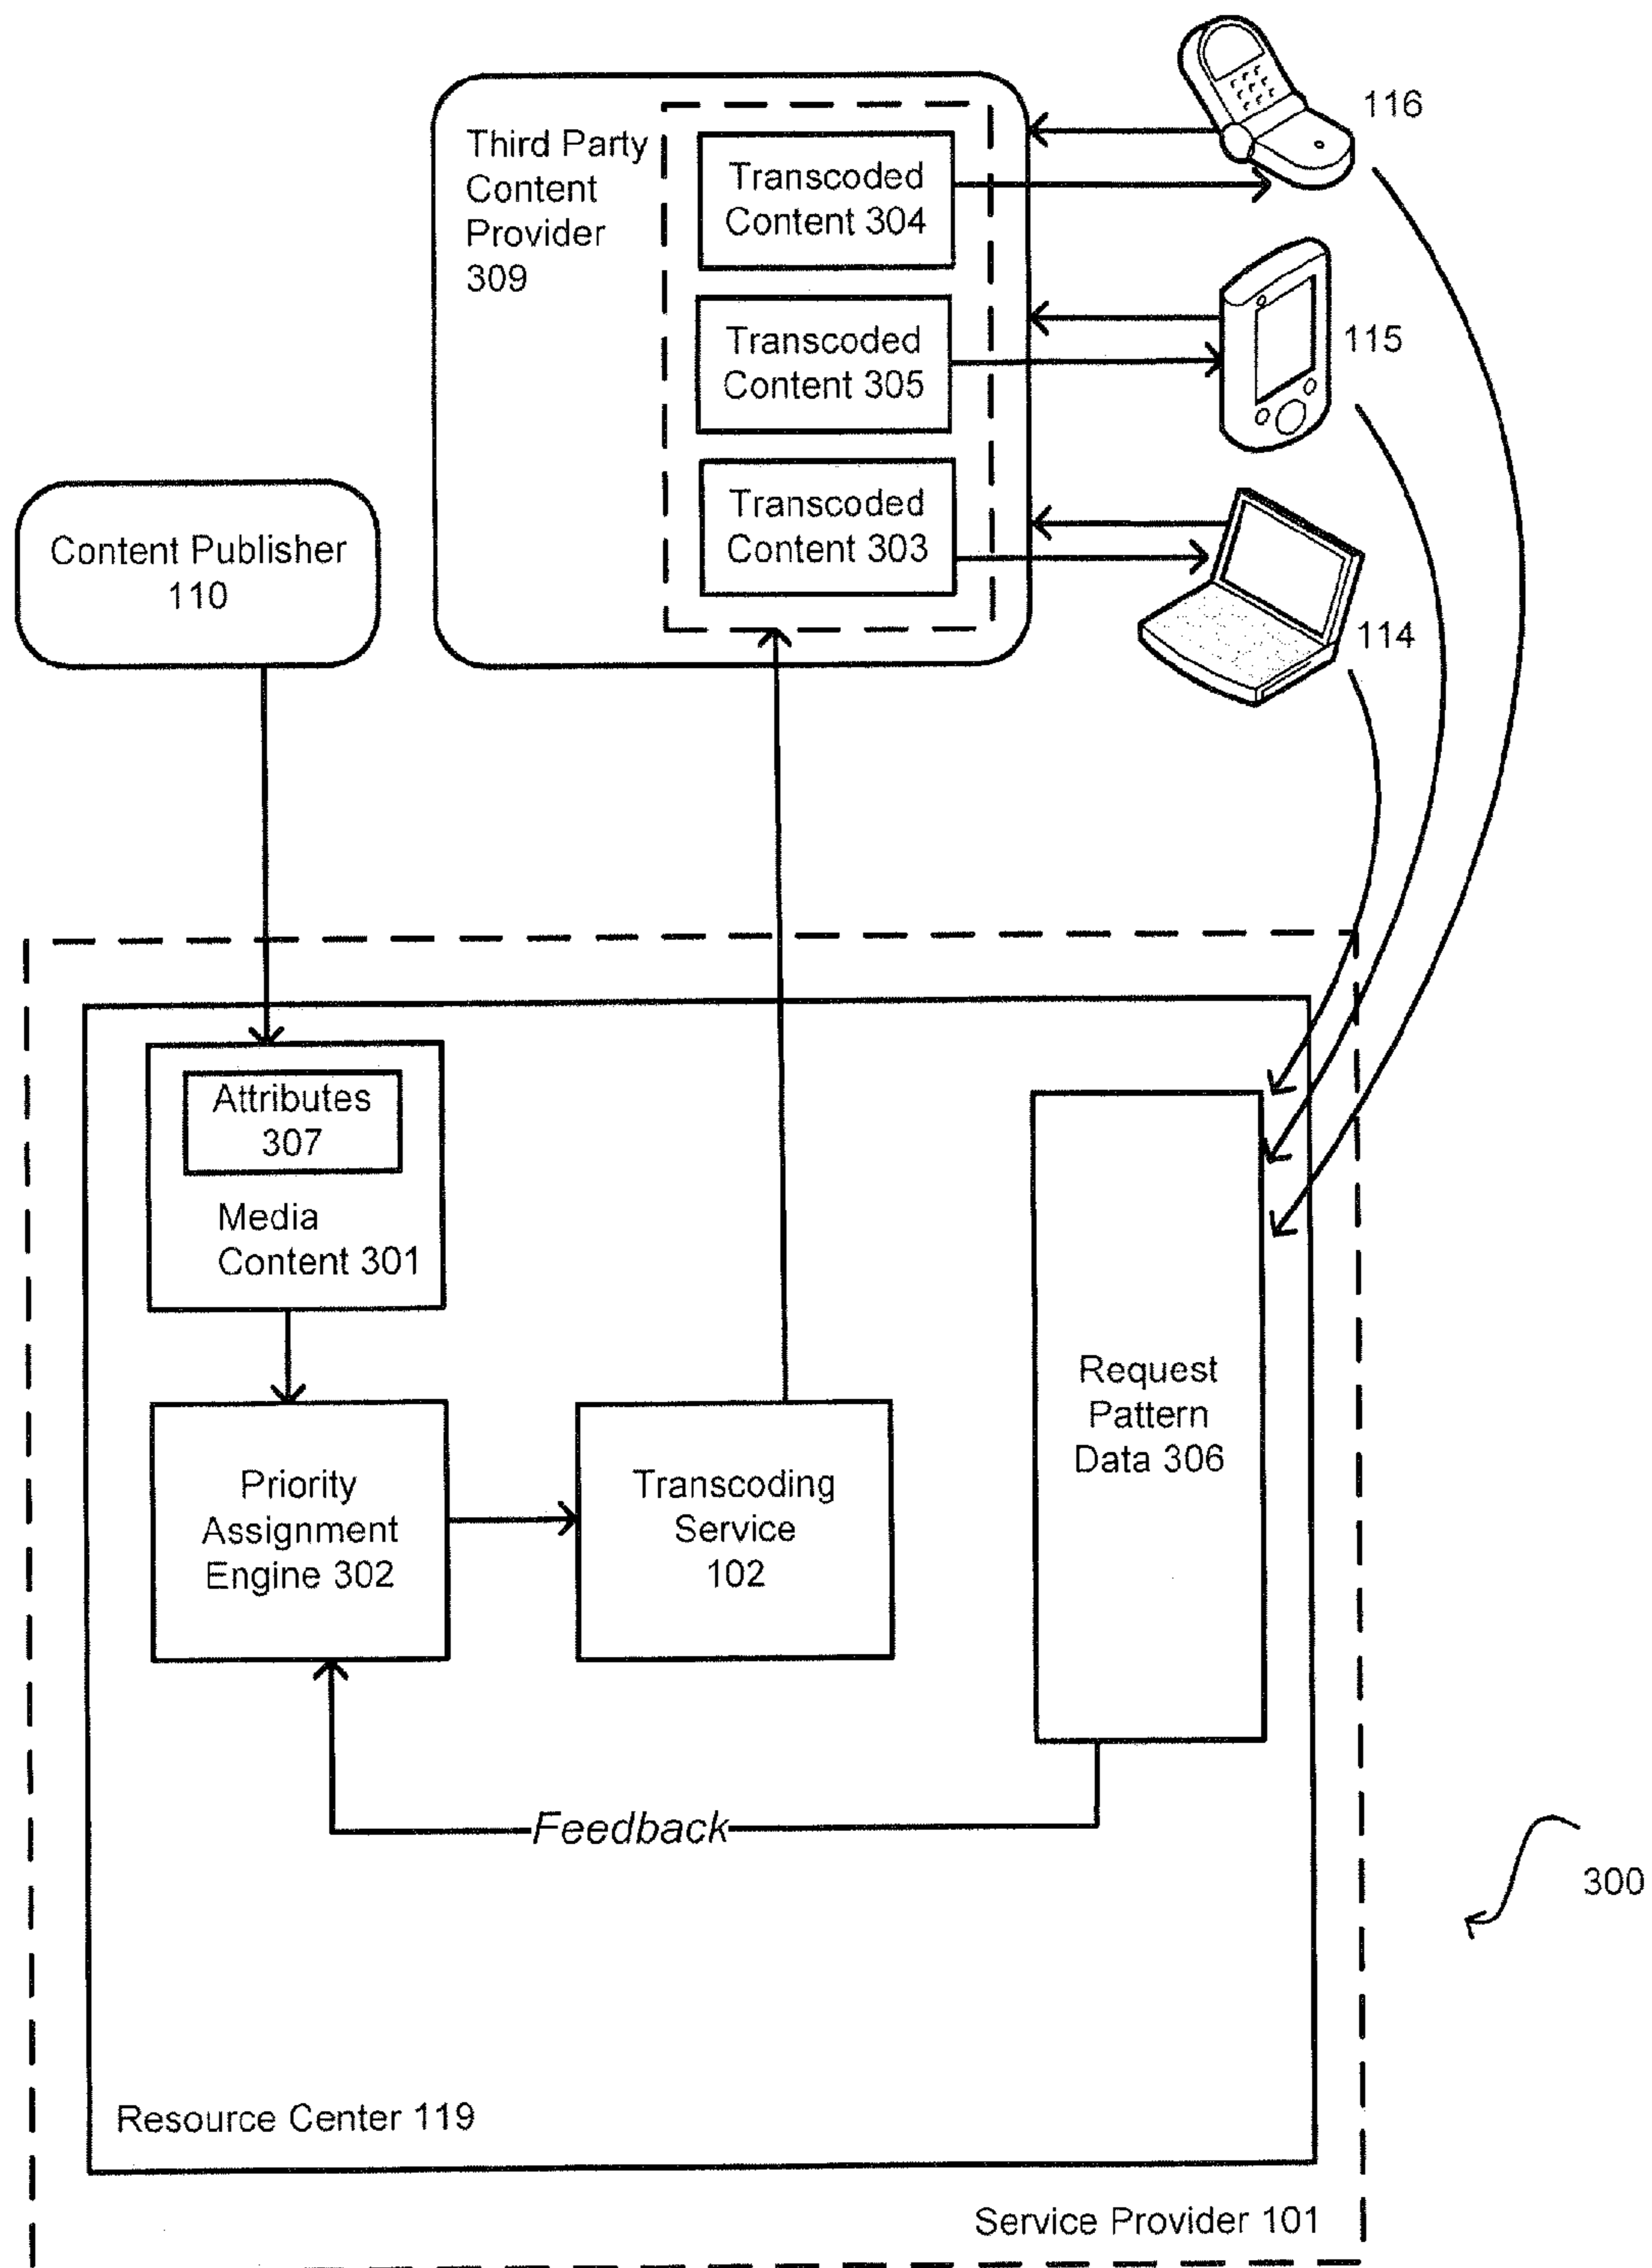 116
Third Party
Content
Provider
309
Transcoded
Content 304
Transcoded
Content 305
115
Transcoded
Content 303
Content Publisher
110
114
Attributes
307
Media
Content 301
Request
Pattern
Data 306
Priority
Assignment
Engine 302
Transcoding
Service
102
Feedback
300
Resource Center 119
Service Provider 101